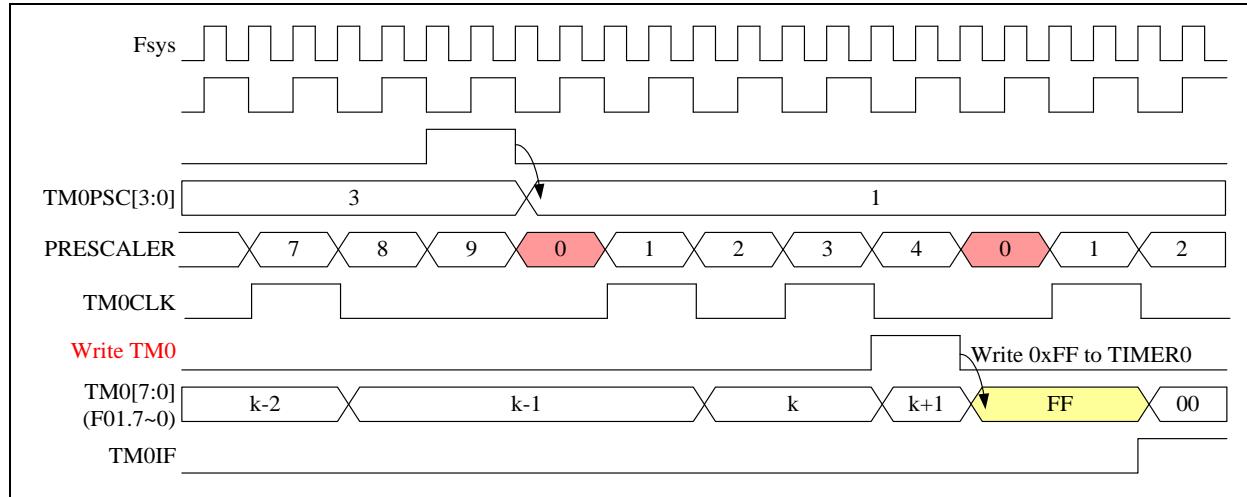 Fsys
TM0PSC[3:0] 3 1
PRESCALER 7 8 9 0 1 2 3 4 0 1 2
TM0CLK
Write TM0 Write 0xFF to TIMER0
TM0[7:0]
(F01.7~0) k-2 k-1 k k+1 FF 00
TM0IF